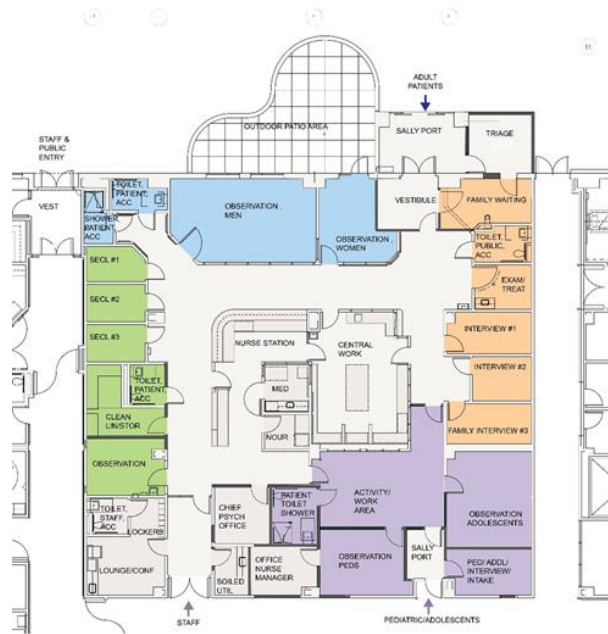 ADULT
PATIENTS
STAFF &
PUBLIC
ENTRY
OUTDOOR PATIO AREA
SALLY PORT
TRIAGE
VEST
TOILET,
PATIENT,
ACC
SHOWER
PATIENT,
ACC
OBSERVATION,
MEN
OBSERVATION,
WOMEN
VESTIBULE
FAMILY WAITING
TOILET,
PUBLIC,
ACC
SECL #1
SECL #2
SECL #3
EXAM/
TREAT
NURSE STATION
CENTRAL
WORK
INTERVIEW #1
INTERVIEW #2
FAMILY INTERVIEW #3
TOILET,
PATIENT,
ACC
MED
CLEAN
LIN/STOR
NOUR
OBSERVATION
TOILET,
STAFF,
ACC
LOCKERS
CHIEF
PSYCH
OFFICE
PATIENT
TOILET
SHOWER
ACTIVITY/
WORK
AREA
OBSERVATION
ADOLESCENTS
LOUNGE/CONF
SOILED
UTIL
OFFICE
NURSE
MANAGER
OBSERVATION
PEDS
SALLY
PORT
PED/ ADDL/
INTERVIEW/
INTAKE
STAFF
PEDIATRIC/ADOLESCENTS